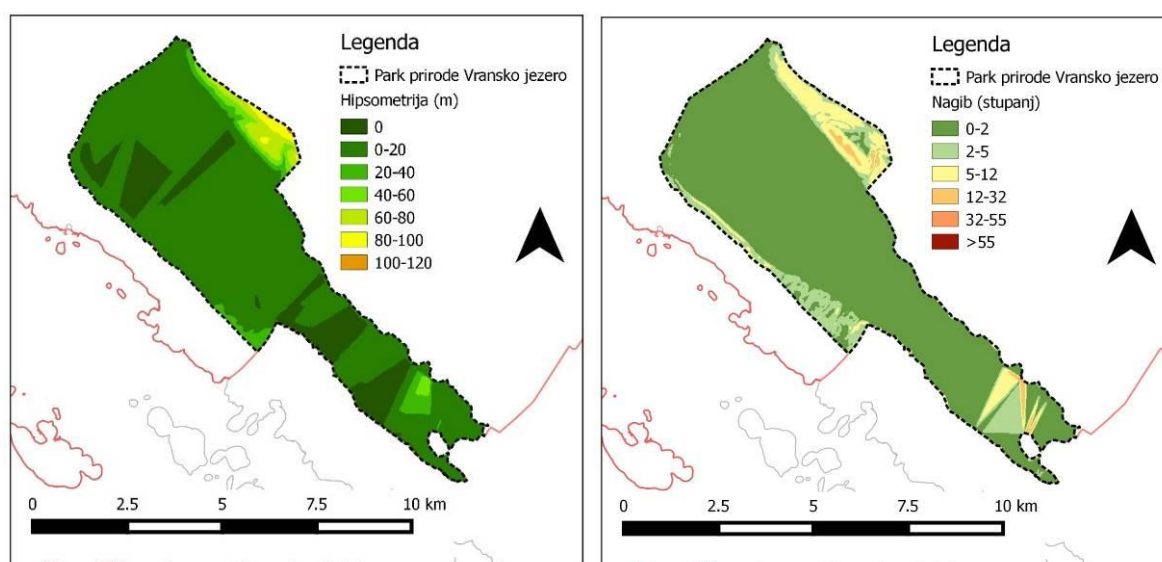 Legenda
Park prirode Vransko jezero
Hipsometrija (m)
0
0-20
20-40
40-60
60-80
80-100
100-120
0 2.5 5 7.5 10 km
Legenda
Park prirode Vransko jezero
Nagib (stupanj)
0-2
2-5
5-12
12-32
32-55
>55
0 2.5 5 7.5 10 km